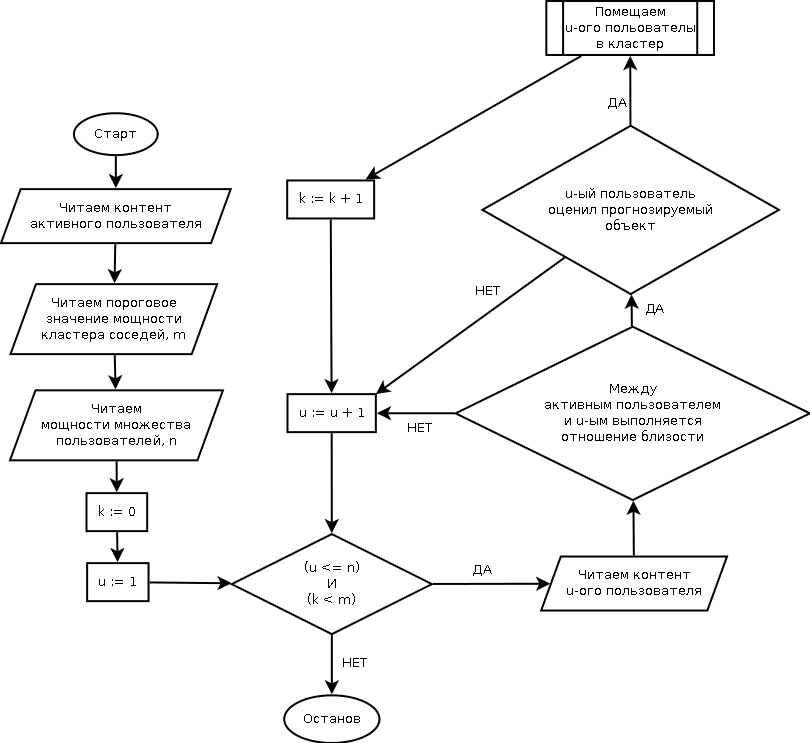 Старт
Читаем контент
активного пользователя
Читаем пороговое
значение мощности
кластера соседей, m
Читаем
мощности множества
пользователей, n
k := 0
u := 1
(u <= n)
И
(k < m)
НЕТ
Останов
ДА
Читаем контент
u-ого пользователя
Между
активным пользователем
и u-ым выполняется
отношение близости
НЕТ
ДА
u-ый пользователь
оценил прогнозируемый
объект
НЕТ
ДА
Помещаем
u-ого пользователы
в кластер
k := k + 1
u := u + 1